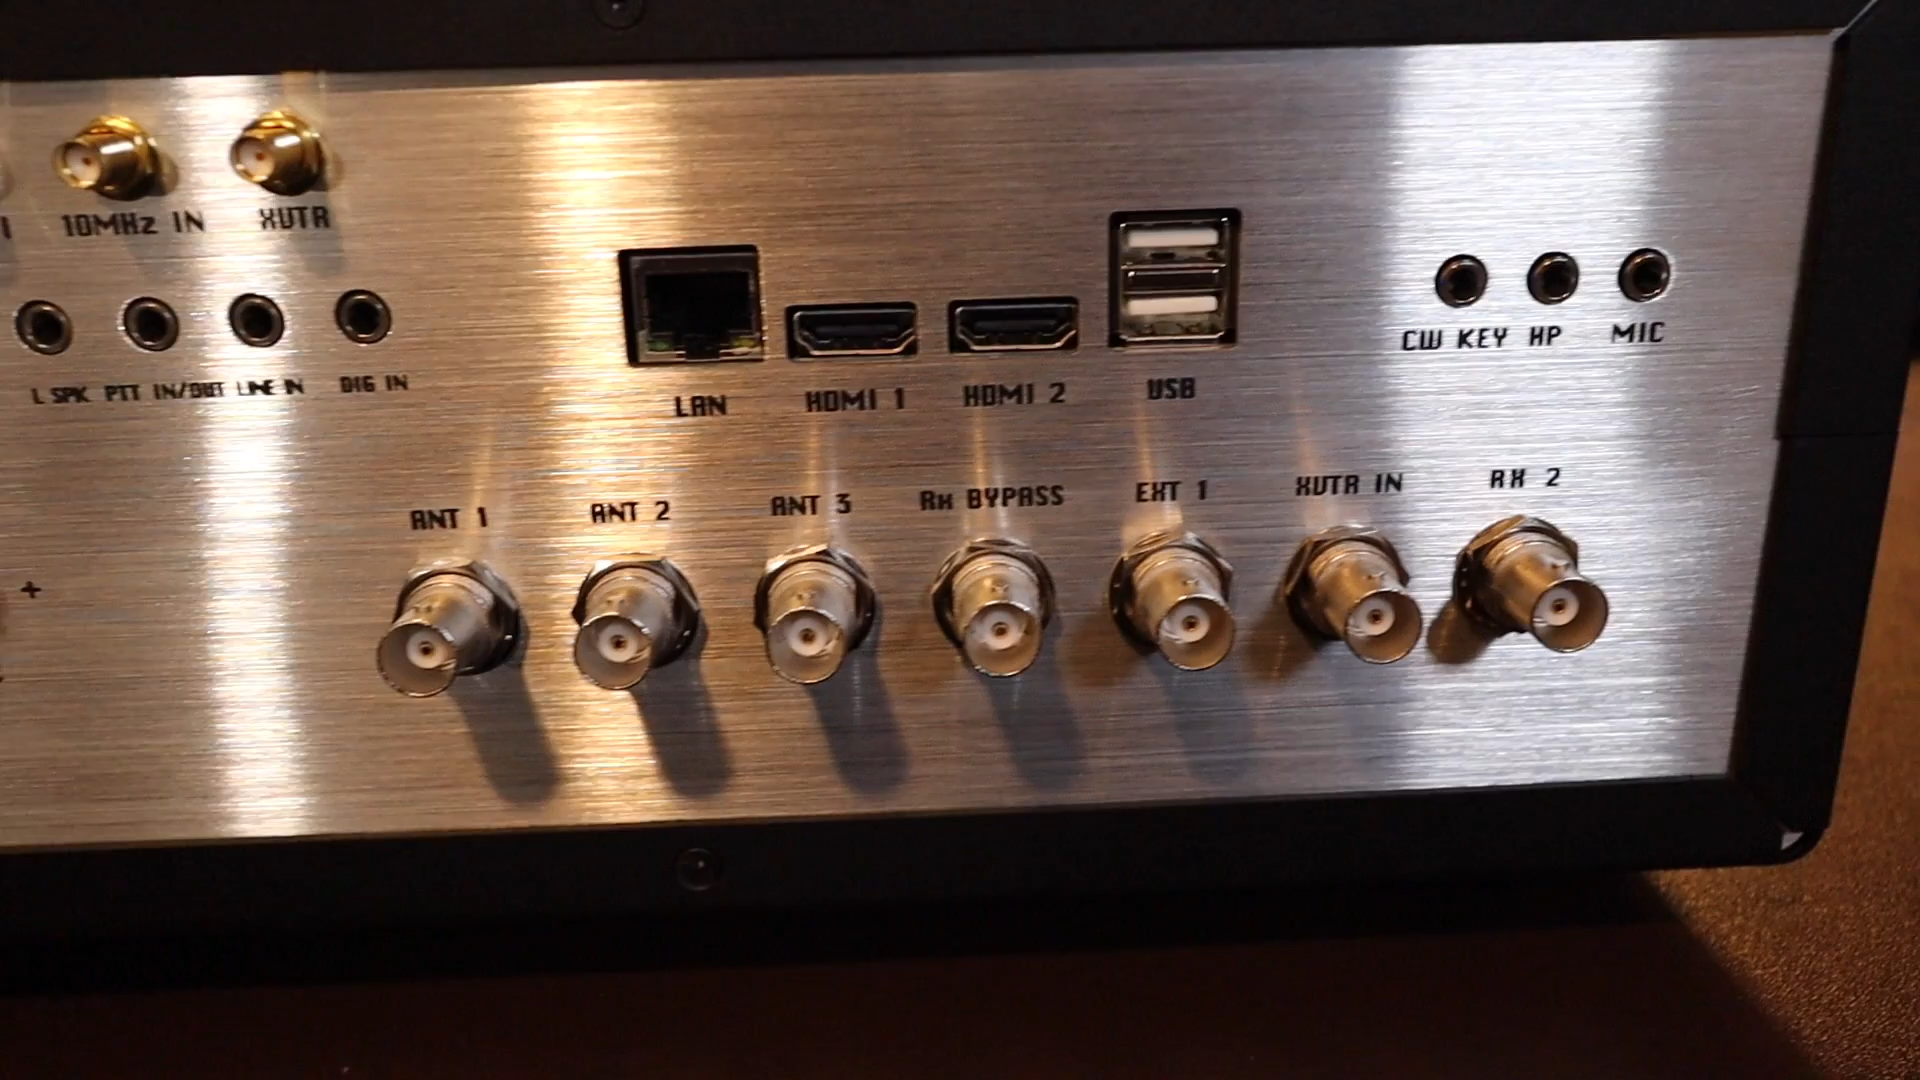 10MHz IN XVTR
L SPK PTT IN/OUT LINE IN DIG IN
LAN HDMI 1 HDMI 2 USB
CW KEY HP MIC
ANT 1 ANT 2 ANT 3 Rx BYPASS EXT 1 XVTR IN RX 2
+